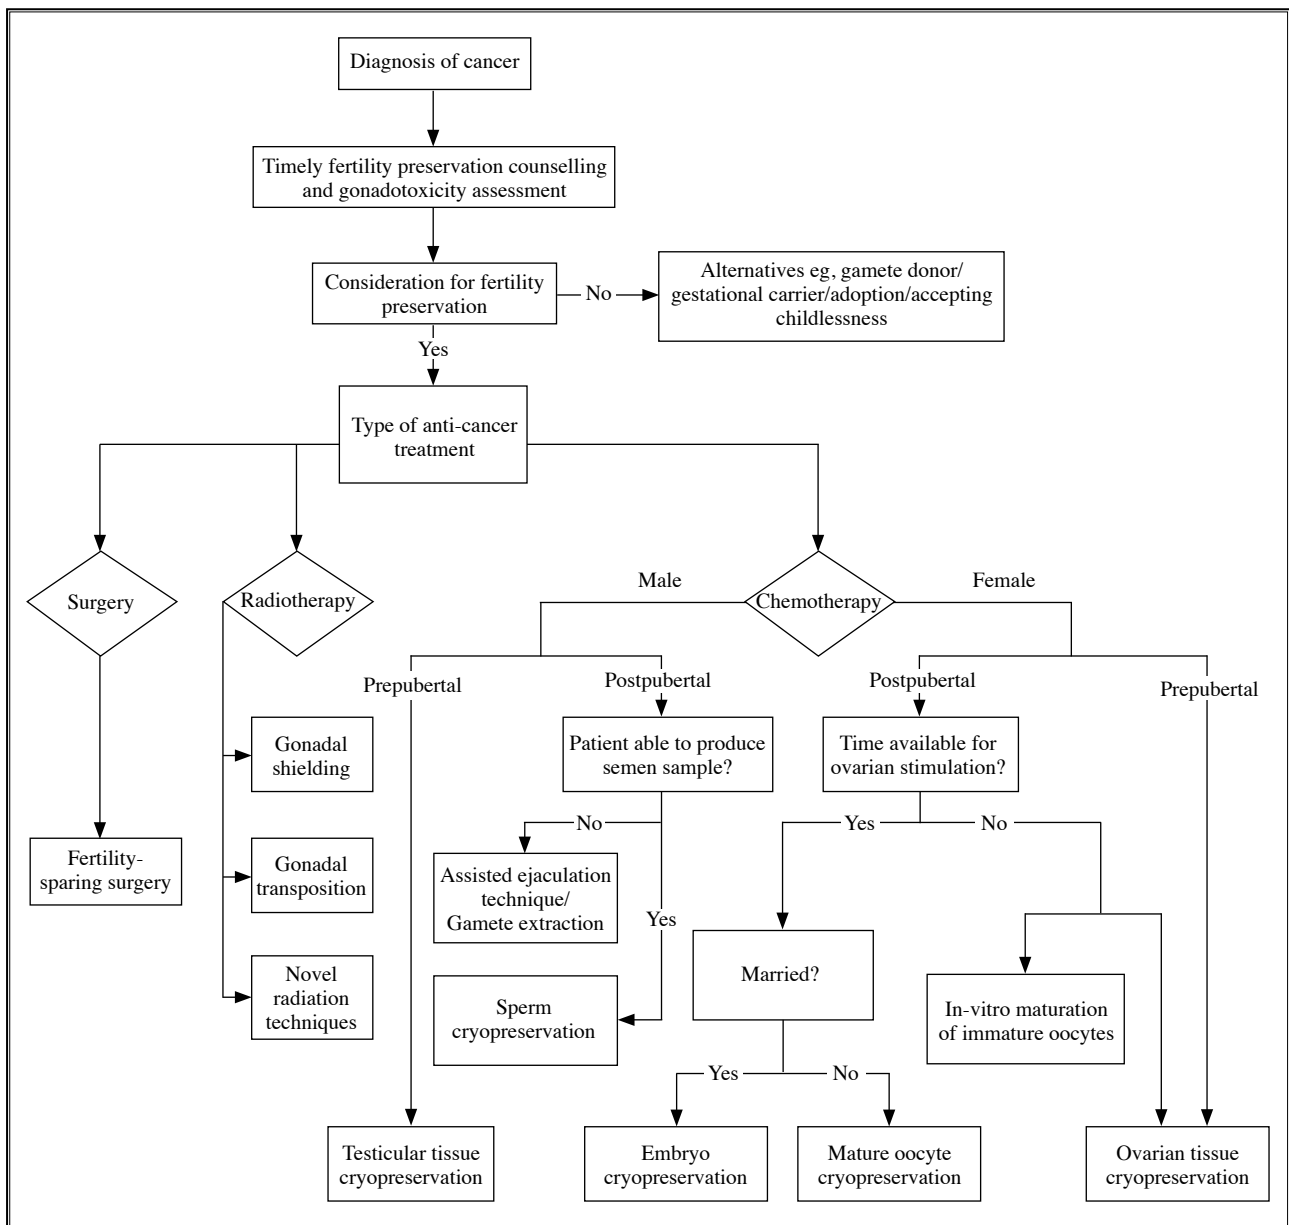 Diagnosis of cancer
Timely fertility preservation counselling
and gonadotoxicity assessment
Consideration for fertility
preservation
No
Alternatives eg, gamete donor/
gestational carrier/adoption/accepting
childlessness
Yes
Type of anti-cancer
treatment
Surgery
Radiotherapy
Male
Chemotherapy
Female
Prepubertal
Postpubertal
Postpubertal
Prepubertal
Gonadal
shielding
Patient able to produce
semen sample?
Time available for
ovarian stimulation?
No
Yes
No
Fertility-
sparing surgery
Gonadal
transposition
Assisted ejaculation
technique/
Gamete extraction
Yes
Married?
Novel
radiation
techniques
Sperm
cryopreservation
In-vitro maturation
of immature oocytes
Yes
No
Testicular tissue
cryopreservation
Embryo
cryopreservation
Mature oocyte
cryopreservation
Ovarian tissue
cryopreservation